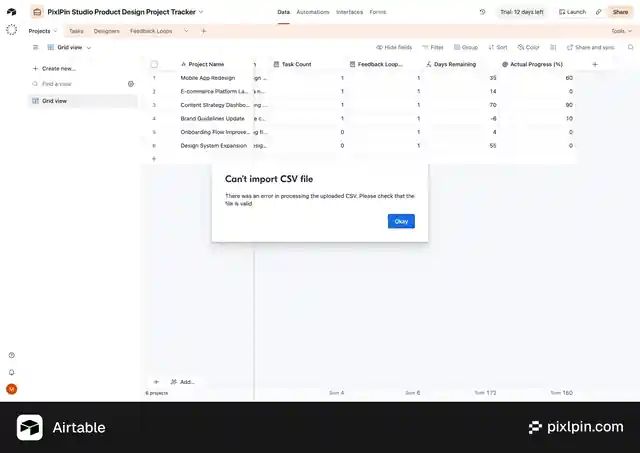 PixlPin Studio Product Design Project Tracker
Data Automations Interfaces Forms
Trial: 12 days left Launch Share
Projects Tasks Designers Feedback Loops Tools
Grid view Hide fields Filter Group Sort Color Share and sync
Create new...
Find a view
Grid view
Project Name Task Count Feedback Loop... Days Remaining Actual Progress (%)
1 Mobile App Redesign 1 1 35 60
2 E-commerce Platform La... 1 1 14 0
3 Content Strategy Dashbo... 1 1 70 90
4 Brand Guidelines Update 1 1 -6 10
5 Onboarding Flow Improve... 0 1 4 0
6 Design System Expansion 0 1 55 0
Can't import CSV file
There was an error in processing the uploaded CSV. Please check that the
file is valid
Okay
Add...
6 projects Sum 4 Sum 6 Sum 172 Sum 160
M
Airtable
pixlpin.com